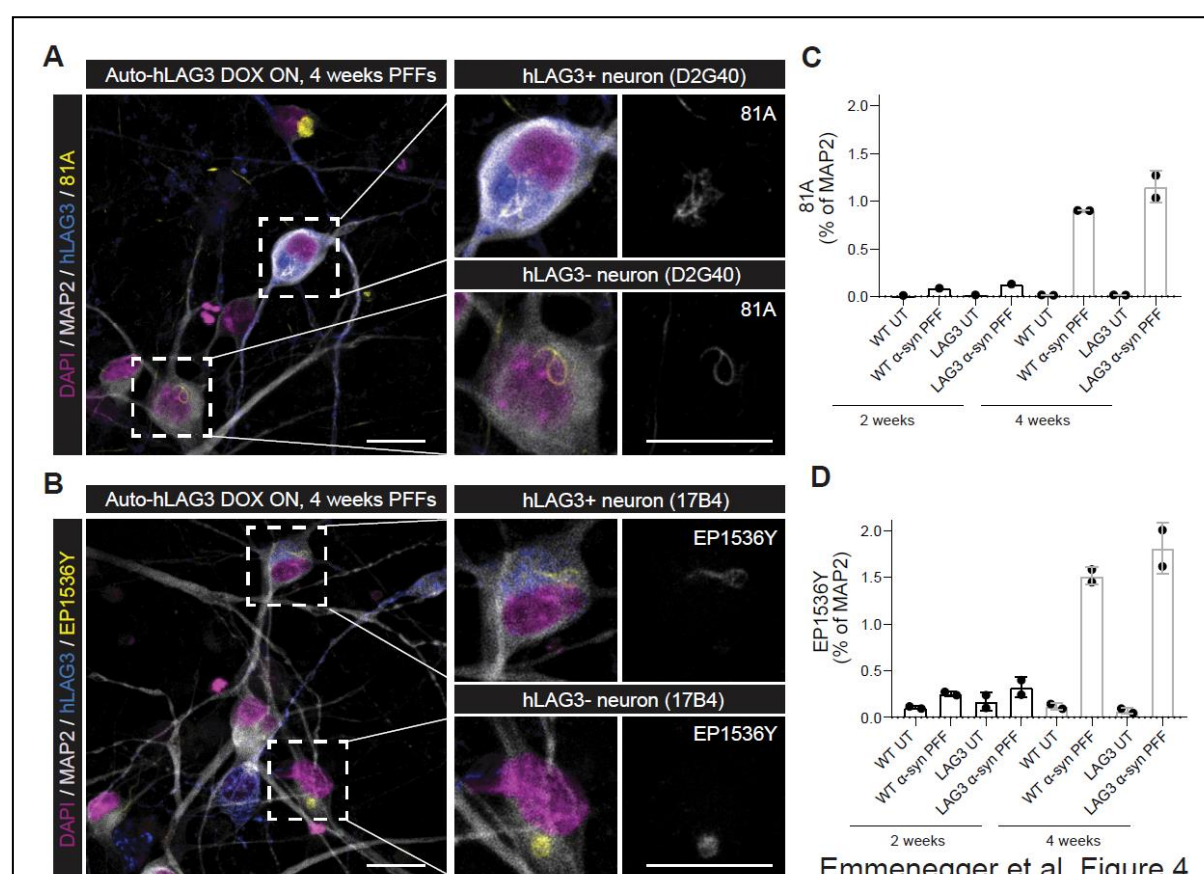 A
Auto-hLAG3 DOX ON, 4 weeks PFFs
hLAG3+ neuron (D2G40)
DAPI / MAP2 / hLAG3 / 81A
81A
hLAG3- neuron (D2G40)
81A
B
Auto-hLAG3 DOX ON, 4 weeks PFFs
hLAG3+ neuron (17B4)
DAPI / MAP2 / hLAG3 / EP1536Y
EP1536Y
hLAG3- neuron (17B4)
EP1536Y
C
81A
(% of MAP2)
2.0
1.5
1.0
0.5
0.0
WT UT
WT α-syn PFF
LAG3 UT
LAG3 α-syn PFF
WT UT
WT α-syn PFF
LAG3 UT
LAG3 α-syn PFF
2 weeks
4 weeks
D
EP1536Y
(% of MAP2)
2.0
1.5
1.0
0.5
0.0
WT UT
WT α-syn PFF
LAG3 UT
LAG3 α-syn PFF
WT UT
WT α-syn PFF
LAG3 UT
LAG3 α-syn PFF
2 weeks
4 weeks
Emmenegger et al. Figure 4